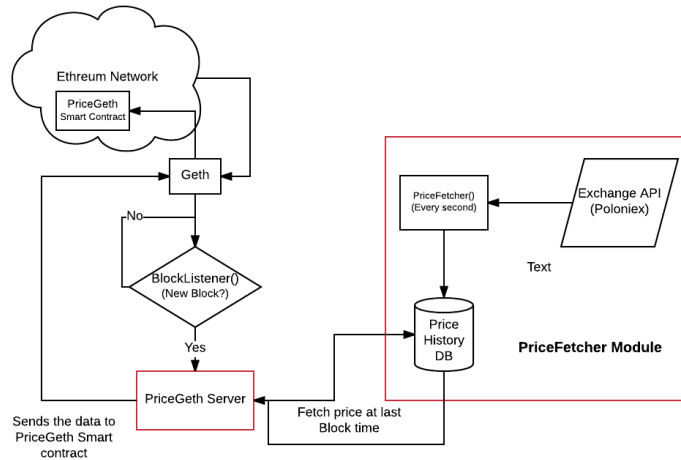 Ethreum Network
PriceGeth
Smart Contract
Geth
No
BlockListener()
(New Block?)
Yes
PriceGeth Server
Sends the data to
PriceGeth Smart
contract
Fetch price at last
Block time
PriceFetcher()
(Every second)
Exchange API
(Poloniex)
Text
Price
History
DB
PriceFetcher Module